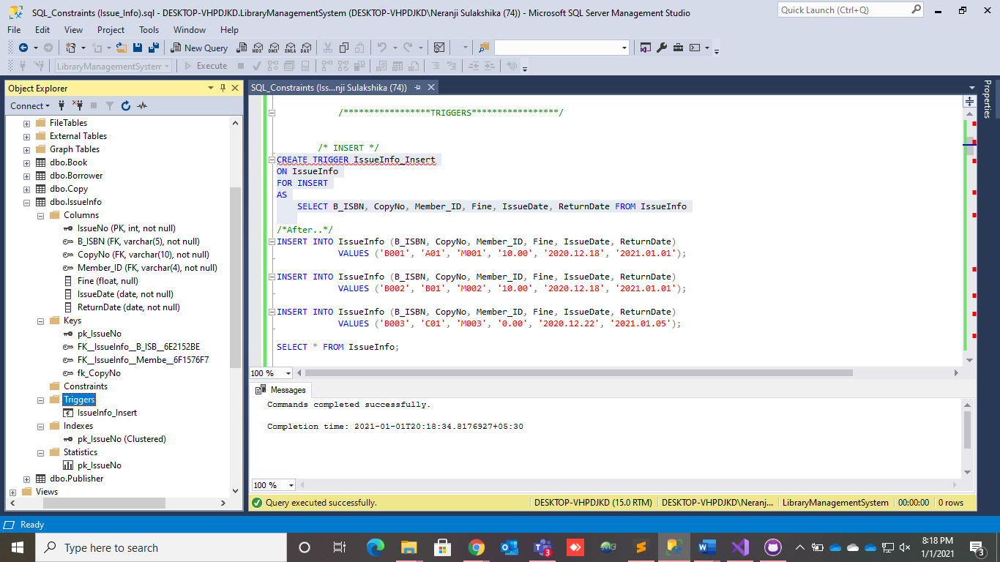 SQL_Constraints (Issue_Info).sql - DESKTOP-VHPDJKD.LibraryManagementSystem (DESKTOP-VHPDJKD\Neranji Sulakshika (74)) - Microsoft SQL Server Management Studio
Quick Launch (Ctrl+Q)
File Edit View Project Tools Window Help
New Query MDX DMX XMLA DAX
LibraryManagementSystem Execute
Object Explorer
Connect
FileTables
External Tables
Graph Tables
dbo.Book
dbo.Borrower
dbo.Copy
dbo.IssueInfo
Columns
IssueNo (PK, int, not null)
B_ISBN (FK, varchar(5), not null)
CopyNo (FK, varchar(10), not null)
Member_ID (FK, varchar(4), not null)
Fine (float, null)
IssueDate (date, not null)
ReturnDate (date, not null)
Keys
pk_IssueNo
FK__IssueInfo__B_ISB__6E2152BE
FK__IssueInfo__Membe__6F1576F7
fk_CopyNo
Constraints
Triggers
IssueInfo_Insert
Indexes
pk_IssueNo (Clustered)
Statistics
pk_IssueNo
dbo.Publisher
Views
SQL_Constraints (Iss...nji Sulakshika (74))
Properties
/*****************TRIGGERS*****************/
/* INSERT */
CREATE TRIGGER IssueInfo_Insert
ON IssueInfo
FOR INSERT
AS
SELECT B_ISBN, CopyNo, Member_ID, Fine, IssueDate, ReturnDate FROM IssueInfo
/*After..*/
INSERT INTO IssueInfo (B_ISBN, CopyNo, Member_ID, Fine, IssueDate, ReturnDate)
VALUES ('B001', 'A01', 'M001', '10.00', '2020.12.18', '2021.01.01');
INSERT INTO IssueInfo (B_ISBN, CopyNo, Member_ID, Fine, IssueDate, ReturnDate)
VALUES ('B002', 'B01', 'M002', '10.00', '2020.12.18', '2021.01.01');
INSERT INTO IssueInfo (B_ISBN, CopyNo, Member_ID, Fine, IssueDate, ReturnDate)
VALUES ('B003', 'C01', 'M003', '0.00', '2020.12.22', '2021.01.05');
SELECT * FROM IssueInfo;
100 %
Messages
Commands completed successfully.
Completion time: 2021-01-01T20:18:34.8176927+05:30
100 %
Query executed successfully. DESKTOP-VHPDJKD (15.0 RTM) DESKTOP-VHPDJKD\Neranj... LibraryManagementSystem 00:00:00 0 rows
Ready
Type here to search
3
8:18 PM
1/1/2021
3